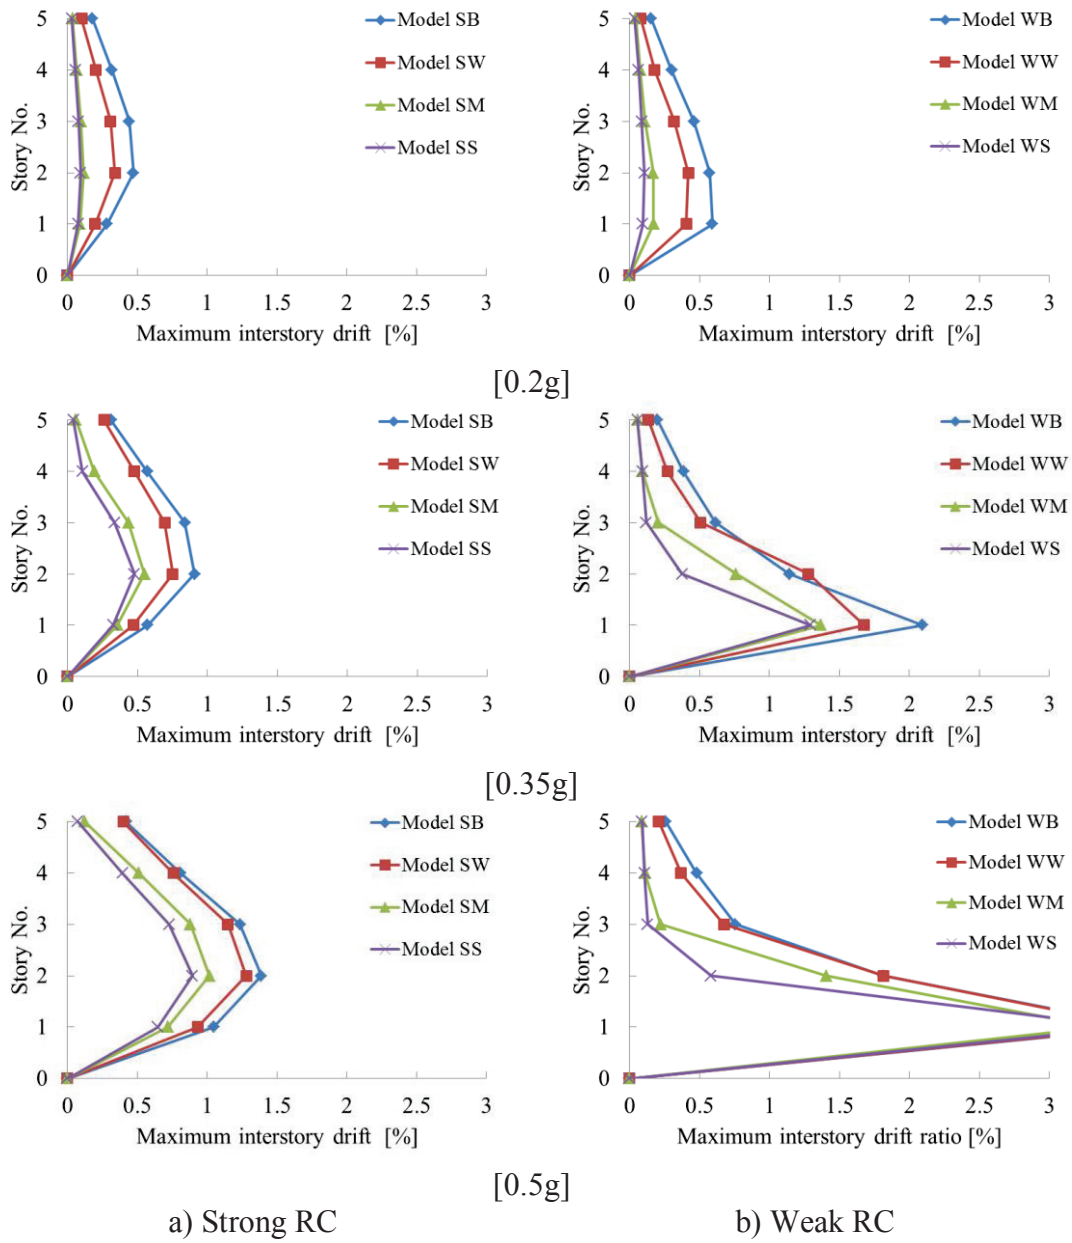 5
4
3
2
1
0
Story No.
0 0.5 1 1.5 2 2.5 3
Maximum interstory drift [%]
Model SB
Model SW
Model SM
Model SS
5
4
3
2
1
0
Story No.
0 0.5 1 1.5 2 2.5 3
Maximum interstory drift [%]
Model WB
Model WW
Model WM
Model WS
[0.2g]
5
4
3
2
1
0
Story No.
0 0.5 1 1.5 2 2.5 3
Maximum interstory drift [%]
Model SB
Model SW
Model SM
Model SS
5
4
3
2
1
0
Story No.
0 0.5 1 1.5 2 2.5 3
Maximum interstory drift [%]
Model WB
Model WW
Model WM
Model WS
[0.35g]
5
4
3
2
1
0
Story No.
0 0.5 1 1.5 2 2.5 3
Maximum interstory drift [%]
Model SB
Model SW
Model SM
Model SS
5
4
3
2
1
0
Story No.
0 0.5 1 1.5 2 2.5 3
Maximum interstory drift ratio [%]
Model WB
Model WW
Model WM
Model WS
[0.5g]
a) Strong RC
b) Weak RC